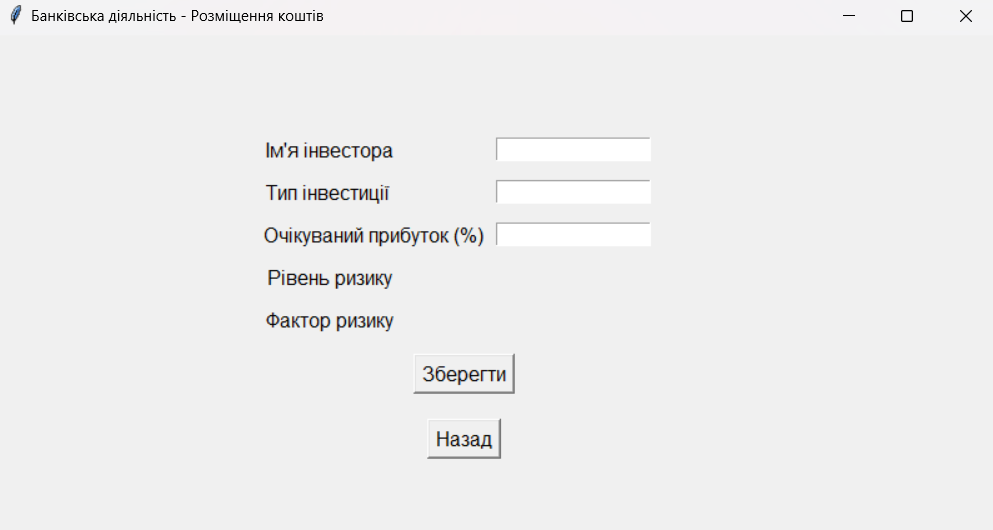 Банківська діяльність - Розміщення коштів
Ім'я інвестора
Тип інвестиції
Очікуваний прибуток (%)
Рівень ризику
Фактор ризику
Зберегти
Назад